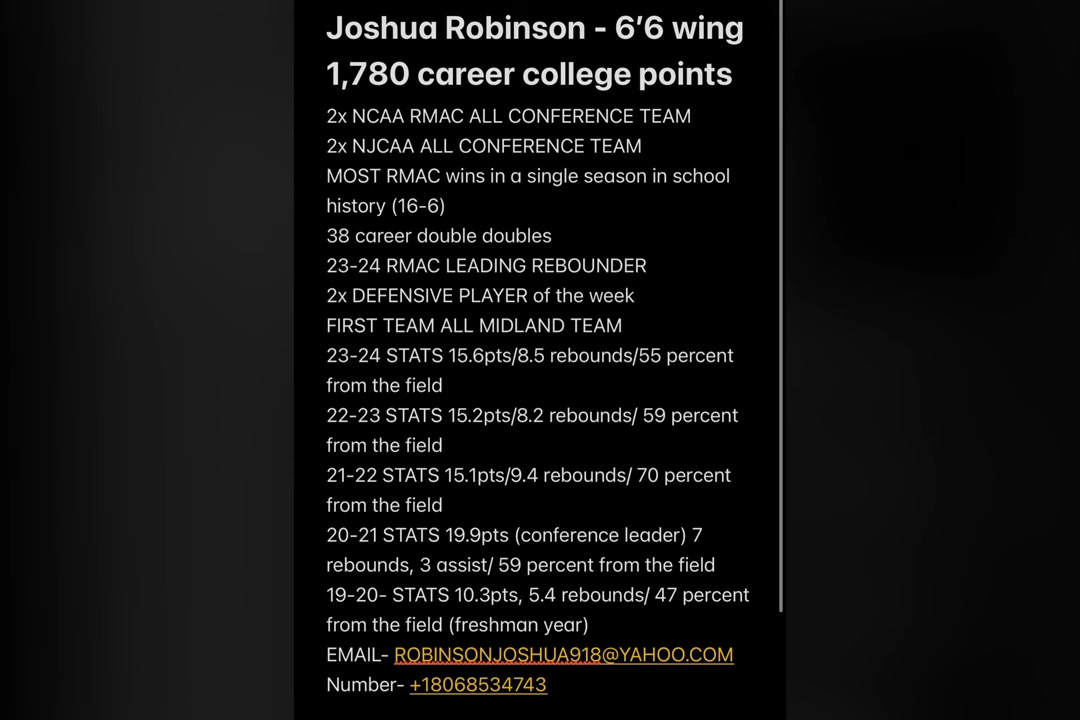 Joshua Robinson - 6'6 wing
1,780 career college points
2x NCAA RMAC ALL CONFERENCE TEAM
2x NJCAA ALL CONFERENCE TEAM
MOST RMAC wins in a single season in school
history (16-6)
38 career double doubles
23-24 RMAC LEADING REBOUNDER
2x DEFENSIVE PLAYER of the week
FIRST TEAM ALL MIDLAND TEAM
23-24 STATS 15.6pts/8.5 rebounds/55 percent
from the field
22-23 STATS 15.2pts/8.2 rebounds/ 59 percent
from the field
21-22 STATS 15.1pts/9.4 rebounds/ 70 percent
from the field
20-21 STATS 19.9pts (conference leader) 7
rebounds, 3 assist/ 59 percent from the field
19-20- STATS 10.3pts, 5.4 rebounds/ 47 percent
from the field (freshman year)
EMAIL- ROBINSONJOSHUA918@YAHOO.COM
Number- +18068534743